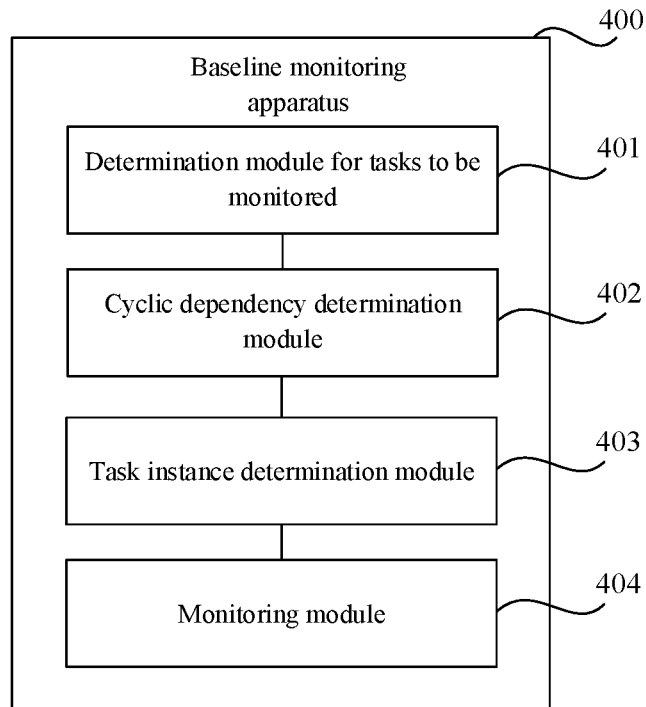 400
Baseline monitoring
apparatus
401
Determination module for tasks to be
monitored
402
Cyclic dependency determination
module
403
Task instance determination module
404
Monitoring module